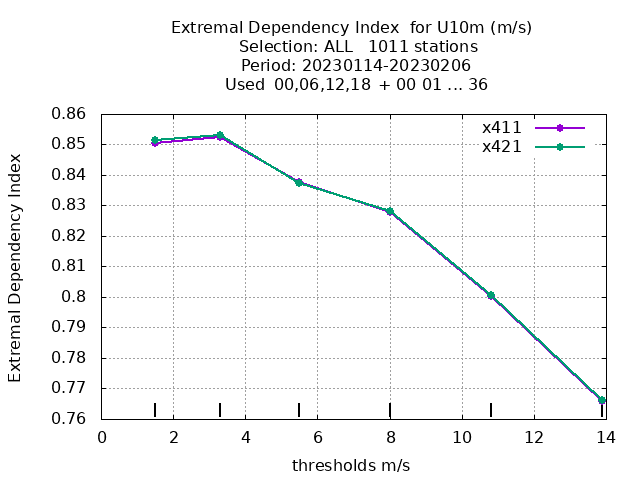 Extremal Dependency Index  for U10m (m/s)
Selection: ALL   1011 stations
Period: 20230114-20230206
Used  00,06,12,18  + 00 01 ... 36
x411
x421
Extremal Dependency Index
0.86
0.85
0.84
0.83
0.82
0.81
0.8
0.79
0.78
0.77
0.76
0 2 4 6 8 10 12 14
thresholds m/s